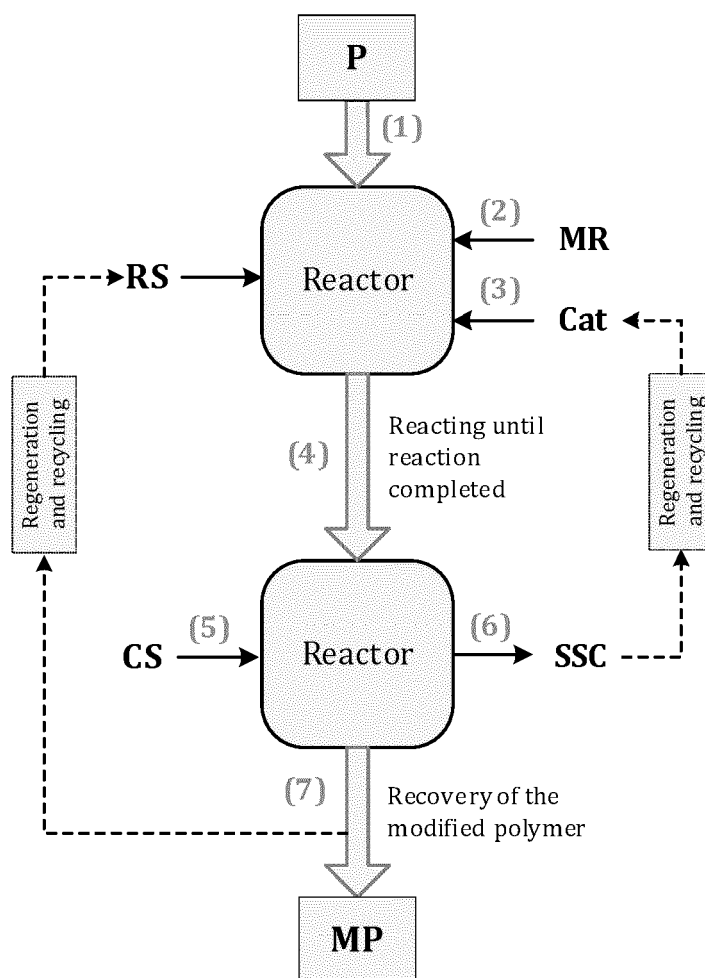 P
(1)
(2)
MR
RS
Reactor
(3)
Cat
Regeneration
and recycling
Regeneration
and recycling
(4)
Reacting until
reaction
completed
(5)
CS
Reactor
(6)
SSC
(7)
Recovery of the
modified polymer
MP